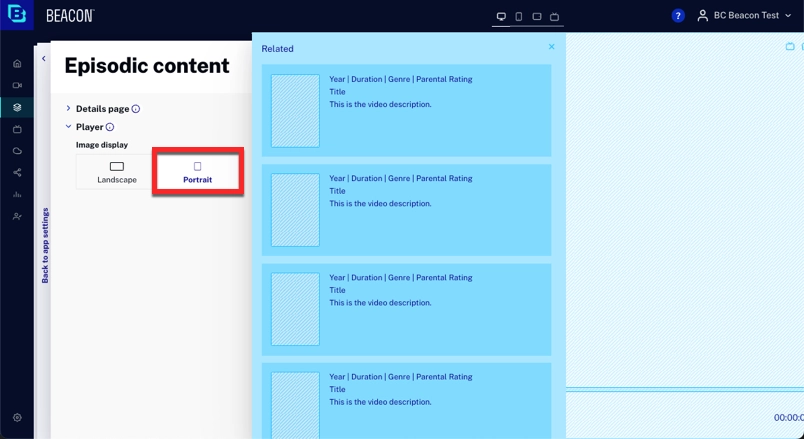 BEACON
?
BC Beacon Test
Back to app settings
Episodic content
Details page
Player
Image display
Landscape
Portrait
Related
Year | Duration | Genre | Parental Rating
Title
This is the video description.
Year | Duration | Genre | Parental Rating
Title
This is the video description.
Year | Duration | Genre | Parental Rating
Title
This is the video description.
Year | Duration | Genre | Parental Rating
Title
This is the video description.